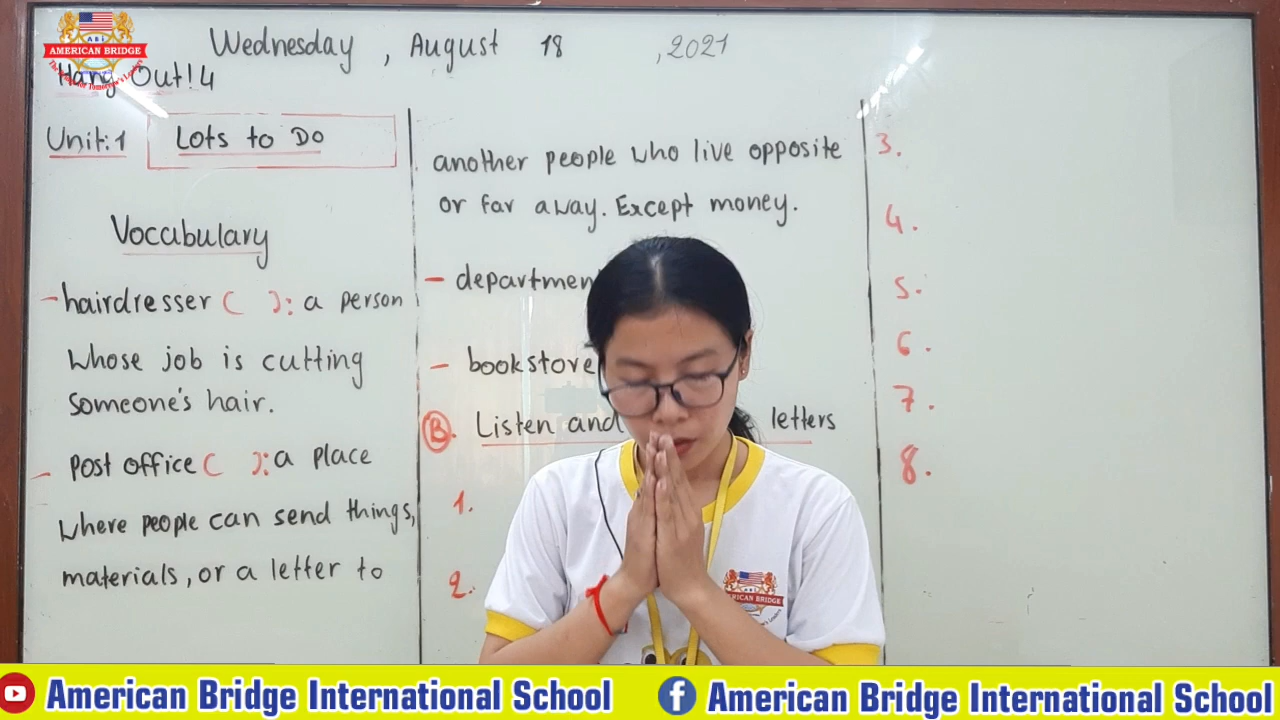 Wednesday, August 18, 2021
Hang Out! 4
AMERICAN BRIDGE
Unit:1 Lots to Do
Vocabulary
- hairdresser ( ): a person
whose job is cutting
someone's hair.
- post office ( ): a place
where people can send things,
materials, or a letter to
another people who live opposite
or far away. Except money.
- departmen
- bookstore
B. Listen and letters
1.
2.
3.
4.
5.
6.
7.
8.
ABi
AMERICAN BRIDGE
American Bridge International School
American Bridge International School